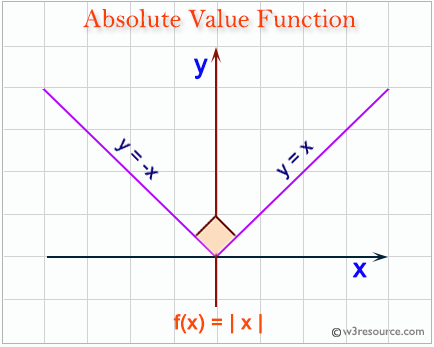 Absolute Value Function
y
y = -x
y = x
x
f(x) = | x |
© w3resource.com